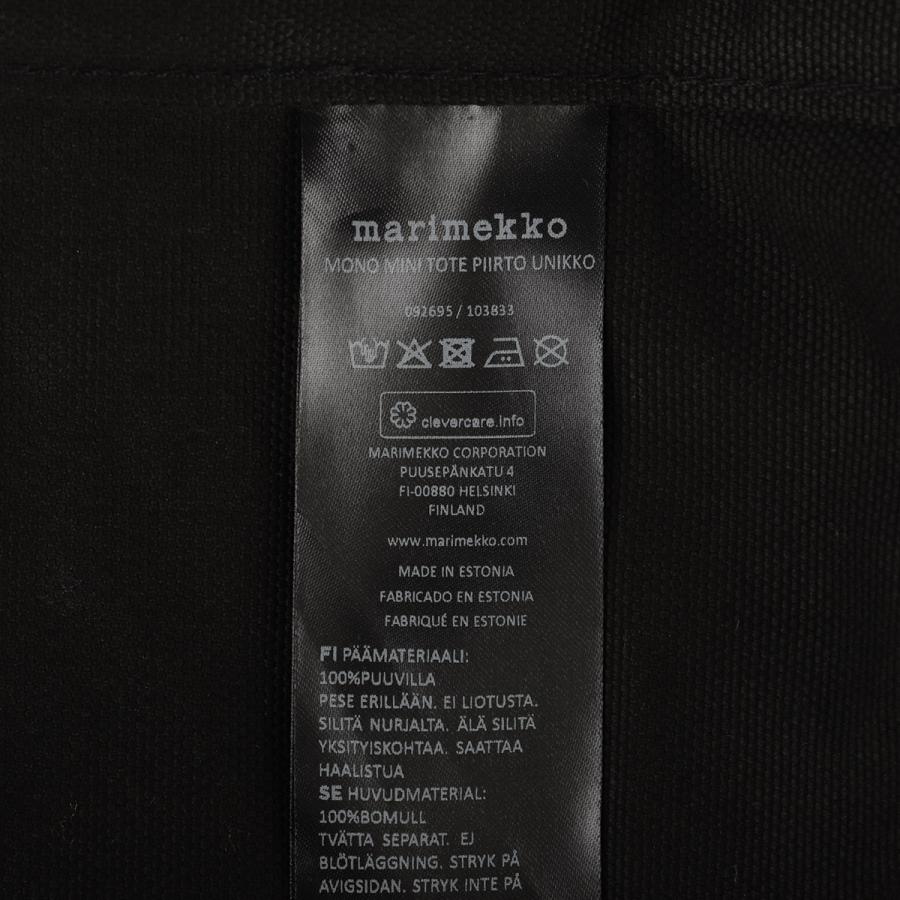 marimekko
MONO MINI TOTE PIIRTO UNIKKO
092695 / 103833
clevercare.info
MARIMEKKO CORPORATION
PUUSEPÄNKATU 4
FI-00880 HELSINKI
FINLAND
www.marimekko.com
MADE IN ESTONIA
FABRICADO EN ESTONIA
FABRIQUÉ EN ESTONIE
FI PÄÄMATERIAALI:
100%PUUVILLA
PESE ERILLÄÄN. EI LIOTUSTA.
SILITÄ NURJALTA. ÄLÄ SILITÄ
YKSITYISKOHTAA. SAATTAA
HAALISTUA
SE HUVUDMATERIAL:
100%BOMULL
TVÄTTA SEPARAT. EJ
BLÖTLÄGGNING. STRYK PÅ
AVIGSIDAN. STRYK INTE PÅ